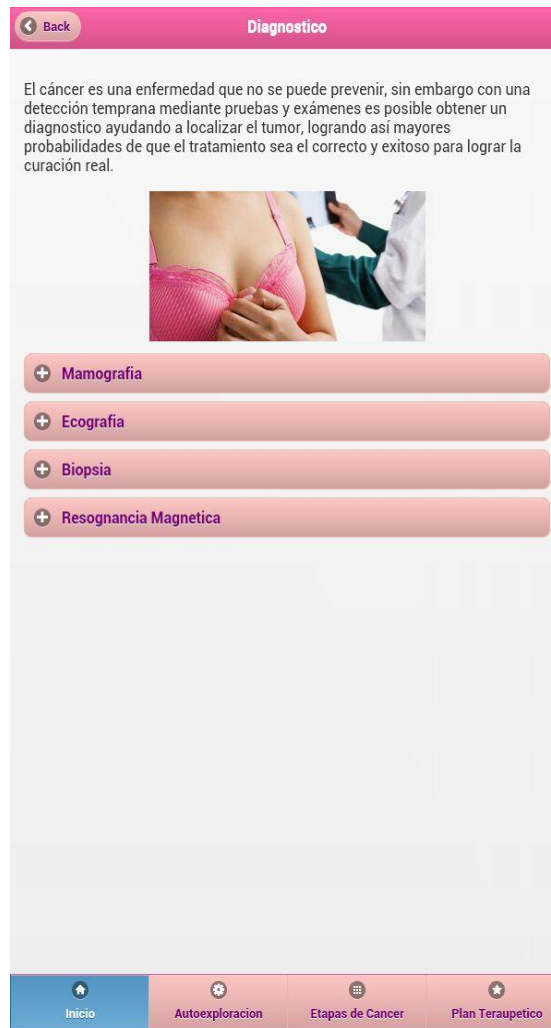 Back
Diagnostico
El cáncer es una enfermedad que no se puede prevenir, sin embargo con una
detección temprana mediante pruebas y exámenes es posible obtener un
diagnostico ayudando a localizar el tumor, logrando así mayores
probabilidades de que el tratamiento sea el correcto y exitoso para lograr la
curación real.
Mamografia
Ecografia
Biopsia
Resognancia Magnetica
Inicio
Autoexploracion
Etapas de Cancer
Plan Teraupetico